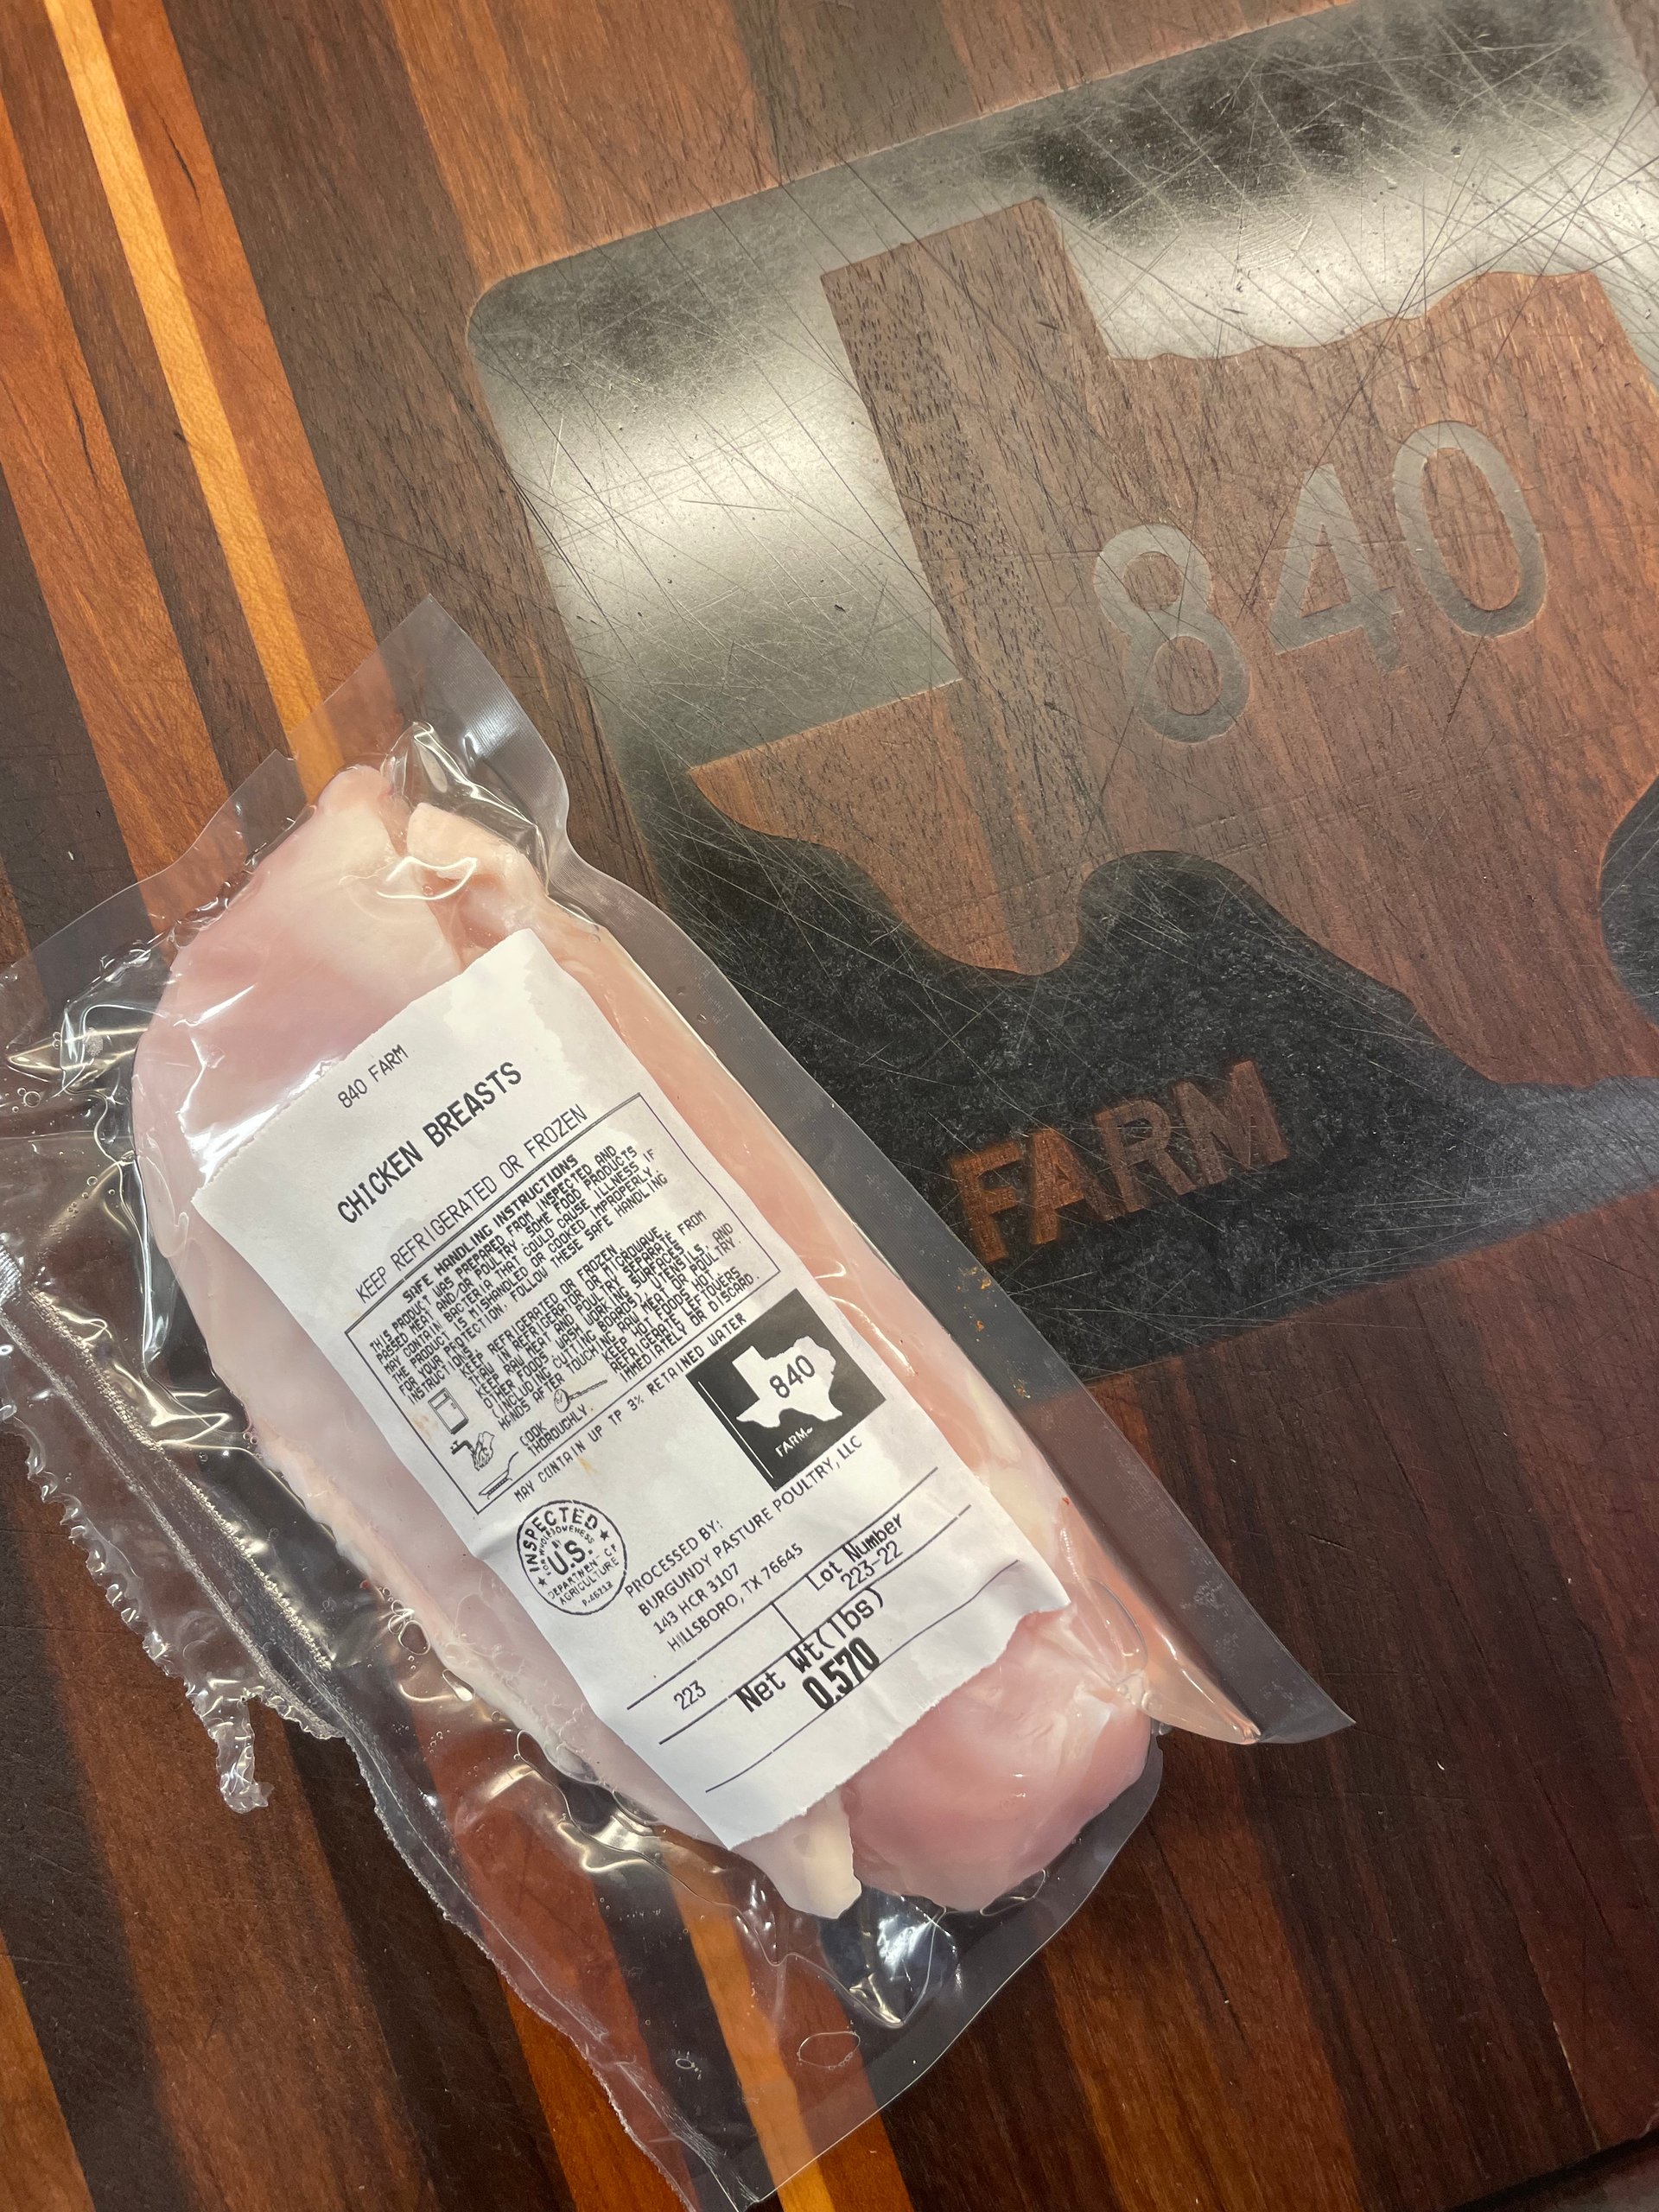 840
FARM
840 FARM
CHICKEN BREASTS
KEEP REFRIGERATED OR FROZEN
SAFE HANDLING INSTRUCTIONS
THIS PRODUCT WAS PREPARED FROM INSPECTED AND
PASSED MEAT AND/OR POULTRY. SOME FOOD PRODUCTS
MAY CONTAIN BACTERIA THAT COULD CAUSE ILLNESS IF
THE PRODUCT IS MISHANDLED OR COOKED IMPROPERLY.
FOR YOUR PROTECTION, FOLLOW THESE SAFE HANDLING
INSTRUCTIONS.
KEEP REFRIGERATED OR FROZEN.
THAW IN REFRIGERATOR OR MICROWAVE.
KEEP RAW MEAT AND POULTRY SEPARATE FROM
OTHER FOODS. WASH WORKING SURFACES
(INCLUDING CUTTING BOARDS), UTENSILS, AND
HANDS AFTER TOUCHING RAW MEAT OR POULTRY.
COOK
THOROUGHLY.
KEEP HOT FOODS HOT.
REFRIGERATE LEFTOVERS
IMMEDIATELY OR DISCARD.
MAY CONTAIN UP TP 3% RETAINED WATER
840
FARM
INSPECTED
FOR WHOLESOMENESS
BY
U.S.
DEPARTMENT OF
AGRICULTURE
P-46212
PROCESSED BY:
BURGUNDY PASTURE POULTRY, LLC
143 HCR 3107
HILLSBORO, TX 76645
Lot Number
223-22
223
Net Wt(lbs)
0.570